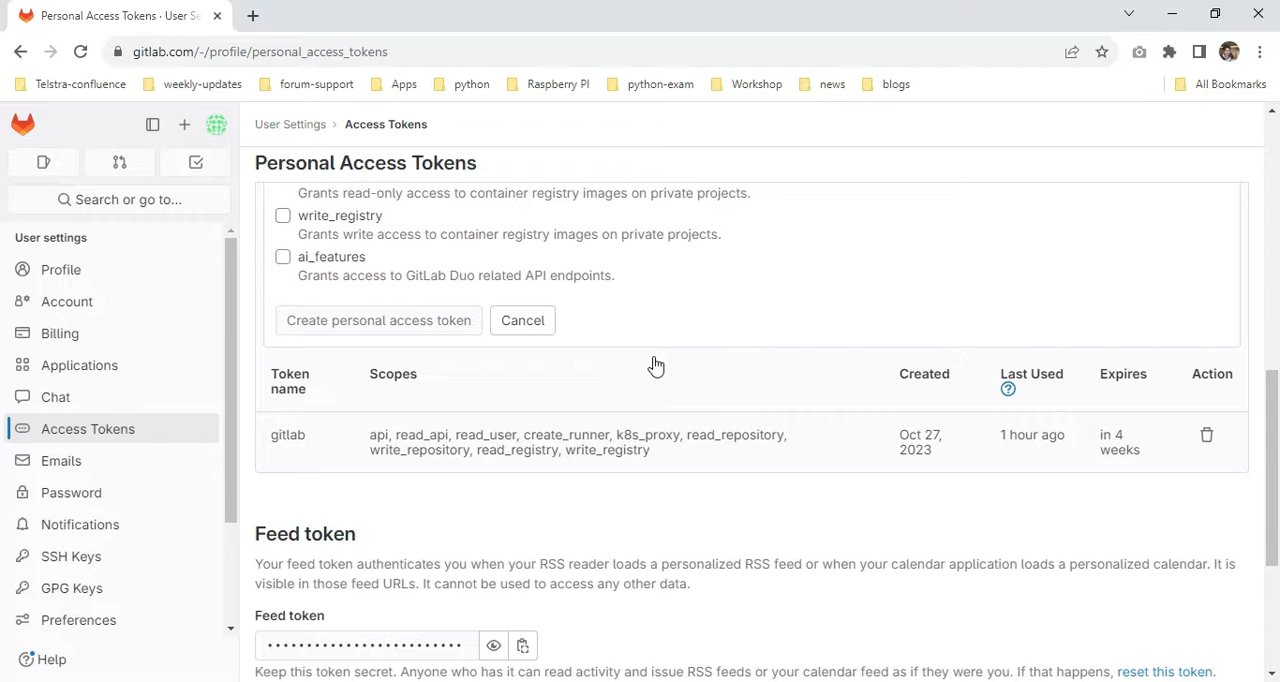 Personal Access Tokens · User Se
gitlab.com/-/profile/personal_access_tokens
Telstra-confluence weekly-updates forum-support Apps python Raspberry PI python-exam Workshop news blogs All Bookmarks
User Settings › Access Tokens
Personal Access Tokens
Search or go to...
User settings
Profile
Account
Billing
Applications
Chat
Access Tokens
Emails
Password
Notifications
SSH Keys
GPG Keys
Preferences
Help
Grants read-only access to container registry images on private projects.
write_registry
Grants write access to container registry images on private projects.
ai_features
Grants access to GitLab Duo related API endpoints.
Create personal access token Cancel
Token name Scopes Created Last Used Expires Action
gitlab api, read_api, read_user, create_runner, k8s_proxy, read_repository, Oct 27, 1 hour ago in 4
write_repository, read_registry, write_registry 2023 weeks
Feed token
Your feed token authenticates you when your RSS reader loads a personalized RSS feed or when your calendar application loads a personalized calendar. It is
visible in those feed URLs. It cannot be used to access any other data.
Feed token
Keep this token secret. Anyone who has it can read activity and issue RSS feeds or your calendar feed as if they were you. If that happens, reset this token.